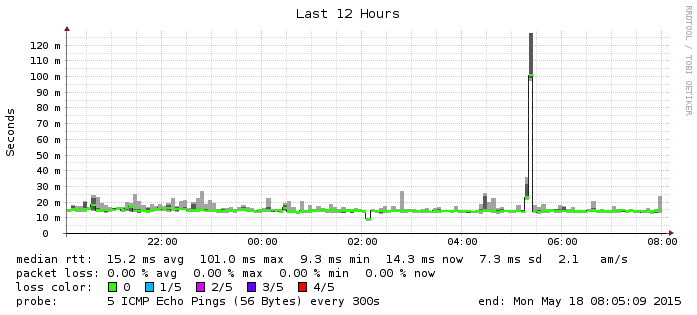 Last 12 Hours
RRDTOOL / TOBI OETIKER
Seconds
120 m
110 m
100 m
90 m
80 m
70 m
60 m
50 m
40 m
30 m
20 m
10 m
0
22:00 00:00 02:00 04:00 06:00 08:00
median rtt: 15.2 ms avg 101.0 ms max 9.3 ms min 14.3 ms now 7.3 ms sd 2.1 am/s
packet loss: 0.00 % avg 0.00 % max 0.00 % min 0.00 % now
loss color: 0 1/5 2/5 3/5 4/5
probe: 5 ICMP Echo Pings (56 Bytes) every 300s end: Mon May 18 08:05:09 2015